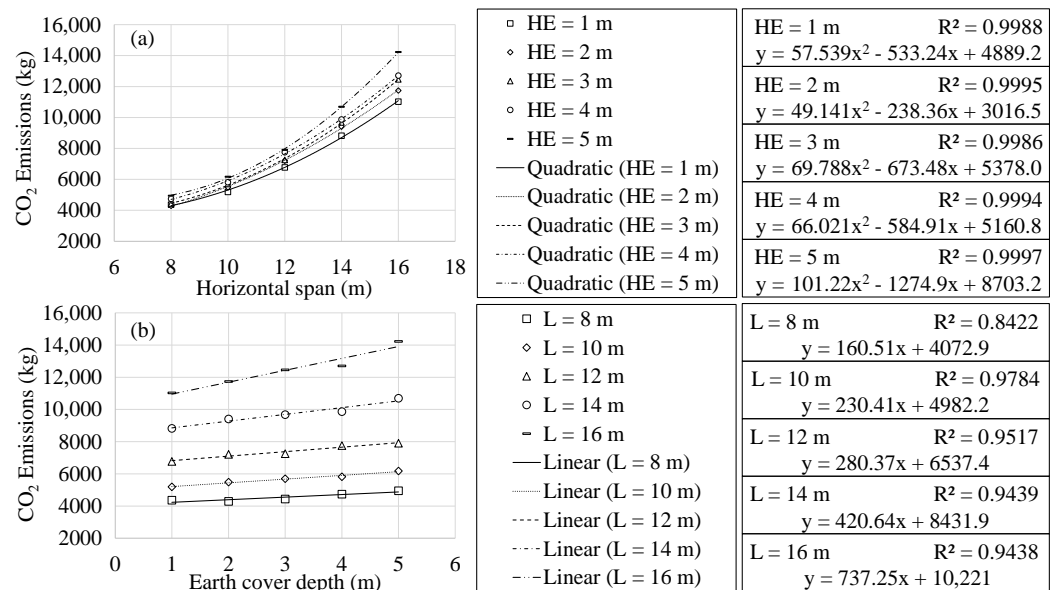 (a)
CO₂ Emissions (kg)
16,000
14,000
12,000
10,000
8000
6000
4000
2000
6 8 10 12 14 16 18
Horizontal span (m)
HE = 1 m
HE = 2 m
HE = 3 m
HE = 4 m
HE = 5 m
Quadratic (HE = 1 m)
Quadratic (HE = 2 m)
Quadratic (HE = 3 m)
Quadratic (HE = 4 m)
Quadratic (HE = 5 m)
HE = 1 m R² = 0.9988
y = 57.539x² - 533.24x + 4889.2
HE = 2 m R² = 0.9995
y = 49.141x² - 238.36x + 3016.5
HE = 3 m R² = 0.9986
y = 69.788x² - 673.48x + 5378.0
HE = 4 m R² = 0.9994
y = 66.021x² - 584.91x + 5160.8
HE = 5 m R² = 0.9997
y = 101.22x² - 1274.9x + 8703.2
(b)
CO₂ Emissions (kg)
16,000
14,000
12,000
10,000
8000
6000
4000
2000
0 1 2 3 4 5 6
Earth cover depth (m)
L = 8 m
L = 10 m
L = 12 m
L = 14 m
L = 16 m
Linear (L = 8 m)
Linear (L = 10 m)
Linear (L = 12 m)
Linear (L = 14 m)
Linear (L = 16 m)
L = 8 m R² = 0.8422
y = 160.51x + 4072.9
L = 10 m R² = 0.9784
y = 230.41x + 4982.2
L = 12 m R² = 0.9517
y = 280.37x + 6537.4
L = 14 m R² = 0.9439
y = 420.64x + 8431.9
L = 16 m R² = 0.9438
y = 737.25x + 10,221